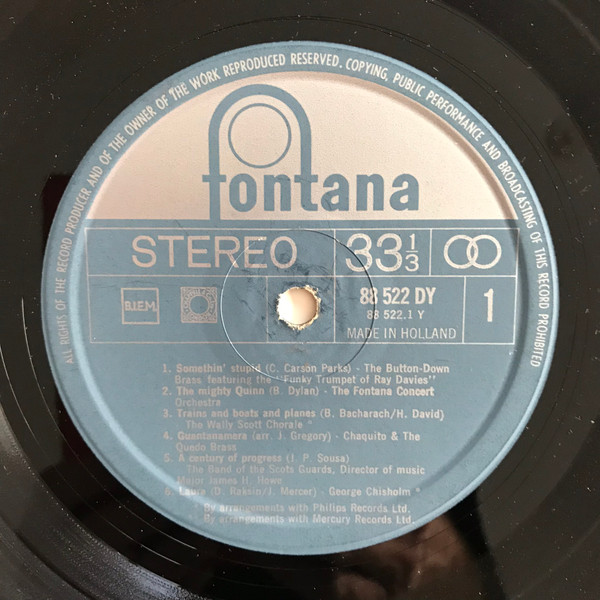 ALL RIGHTS OF THE RECORD PRODUCER AND OF THE OWNER OF THE WORK REPRODUCED RESERVED. COPYING, PUBLIC PERFORMANCE AND BROADCASTING OF THIS RECORD PROHIBITED
fontana
STEREO 33 1/3
B.I.E.M.
88 522 DY
88 522.1 Y
MADE IN HOLLAND
1
1. Somethin' stupid (C. Carson Parks) - The Button-Down
Brass featuring the "Funky Trumpet of Ray Davies"
2. The mighty Quinn (B. Dylan) - The Fontana Concert
Orchestra
3. Trains and boats and planes (B. Bacharach/H. David)
- The Wally Scott Chorale *
4. Guantanamera (arr. J. Gregory) - Chaquito & The
Quedo Brass
5. A century of progress (J. P. Sousa)
The Band of the Scots Guards, Director of music
Major James H. Howe
6. Laura (D. Raksin/J. Mercer) - George Chisholm *
By arrangements with Philips Records Ltd.
By arrangements with Mercury Records Ltd.